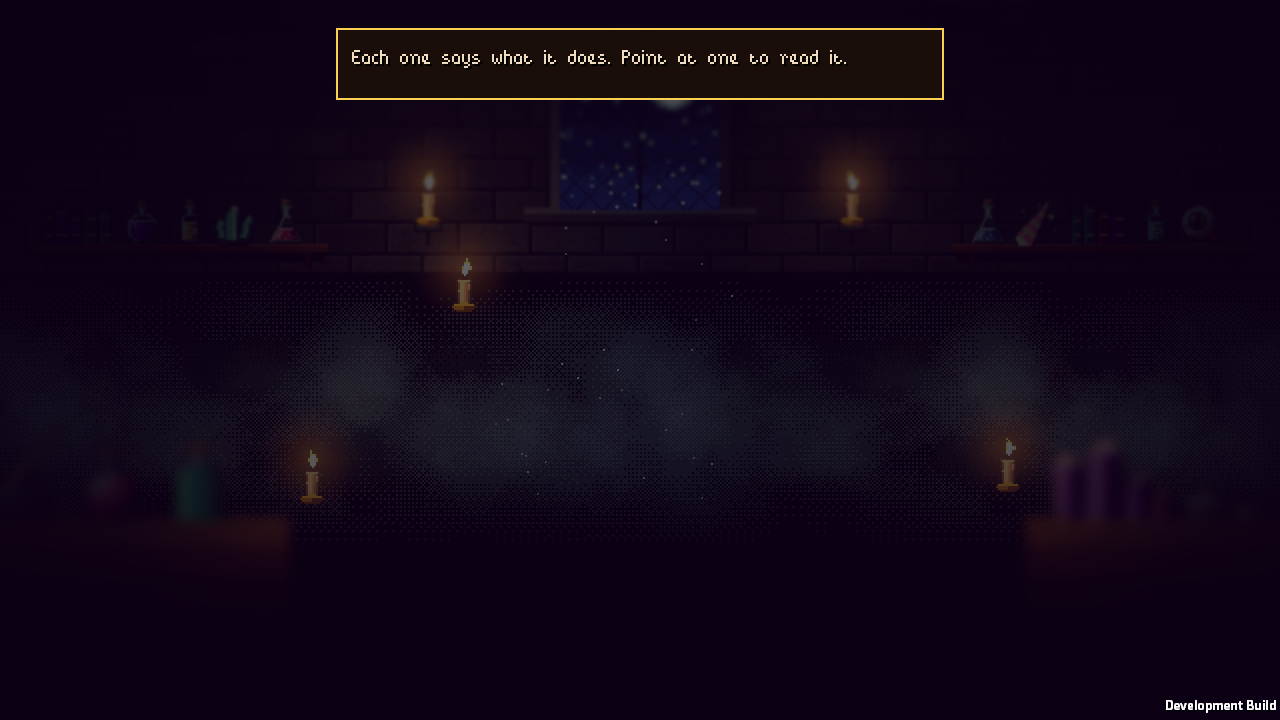 Each one says what it does. Point at one to read it.
Development Build